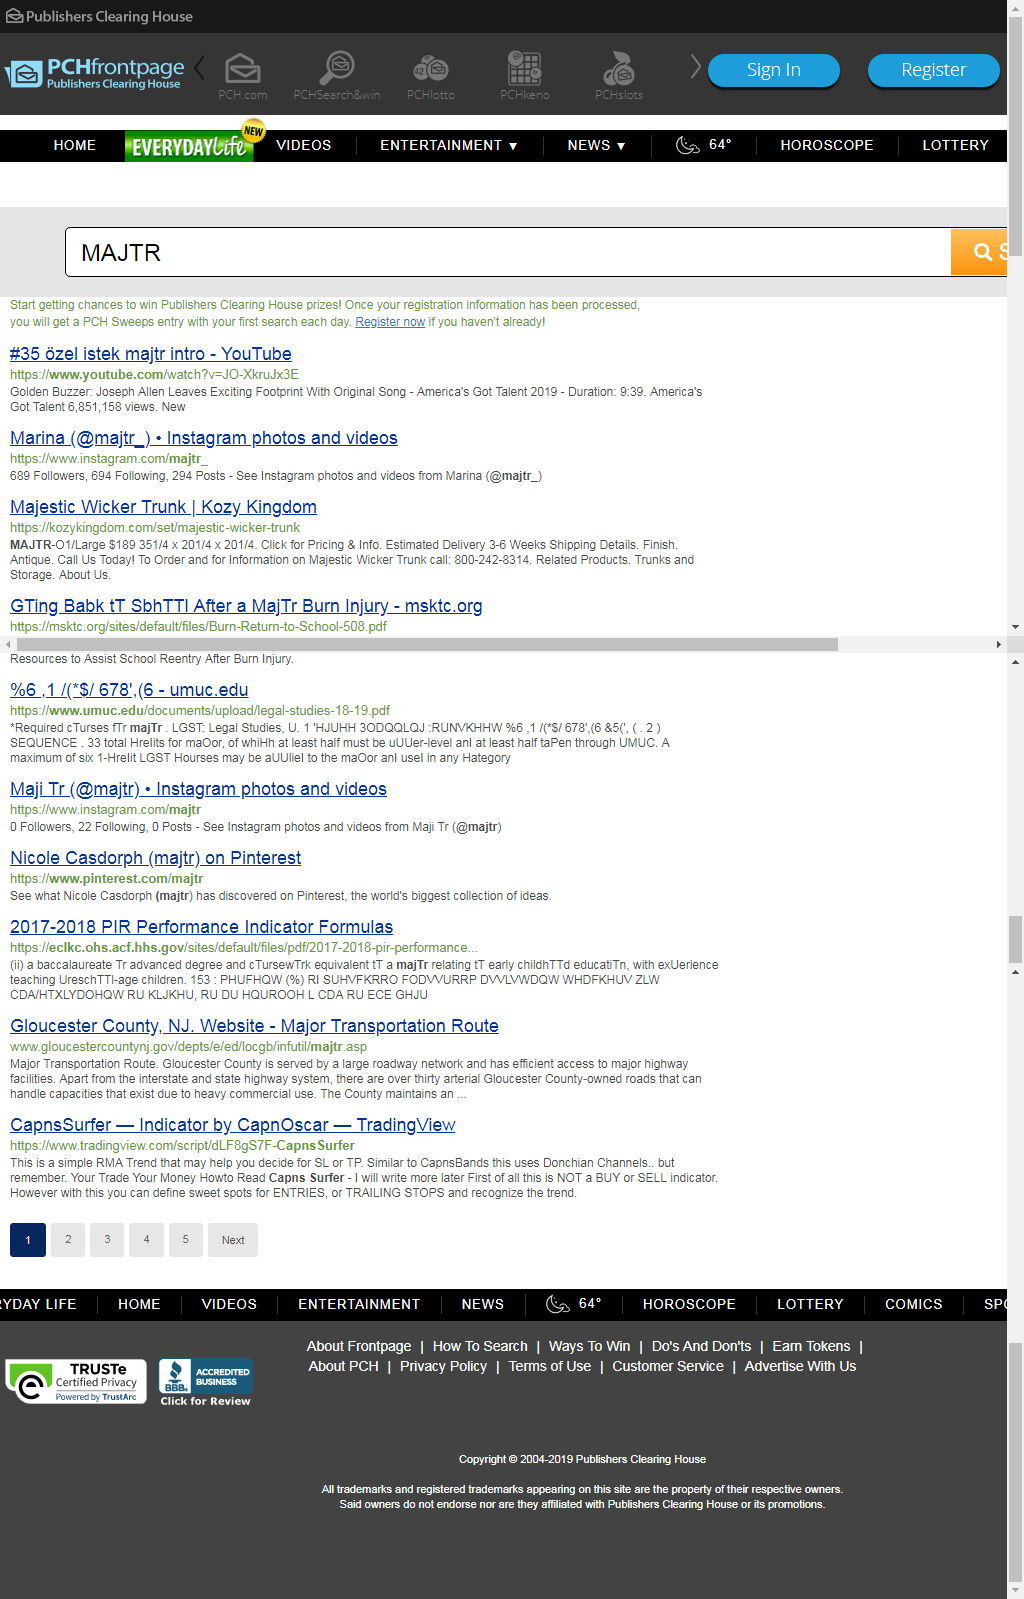 Publishers Clearing House
PCHfrontpage
Publishers Clearing House
PCH.com
PCHSearch&win
PCHlotto
PCHkeno
PCHslots
Sign In
Register
HOME
EVERYDAY Life
NEW
VIDEOS
ENTERTAINMENT ▼
NEWS ▼
64°
HOROSCOPE
LOTTERY
MAJTR
S
Start getting chances to win Publishers Clearing House prizes! Once your registration information has been processed,
you will get a PCH Sweeps entry with your first search each day. Register now if you haven't already!
#35 özel istek majtr intro - YouTube
https://www.youtube.com/watch?v=JO-XkruJx3E
Golden Buzzer: Joseph Allen Leaves Exciting Footprint With Original Song - America's Got Talent 2019 - Duration: 9:39. America's
Got Talent 6,851,158 views. New
Marina (@majtr_) • Instagram photos and videos
https://www.instagram.com/majtr_
689 Followers, 694 Following, 294 Posts - See Instagram photos and videos from Marina (@majtr_)
Majestic Wicker Trunk | Kozy Kingdom
https://kozykingdom.com/set/majestic-wicker-trunk
MAJTR-O1/Large $189 351/4 x 201/4 x 201/4. Click for Pricing & Info. Estimated Delivery 3-6 Weeks Shipping Details. Finish.
Antique. Call Us Today! To Order and for Information on Majestic Wicker Trunk call: 800-242-8314. Related Products. Trunks and
Storage. About Us.
GTing Babk tT SbhTTl After a MajTr Burn Injury - msktc.org
https://msktc.org/sites/default/files/Burn-Return-to-School-508.pdf
Resources to Assist School Reentry After Burn Injury.
%6 ,1 /(*$/ 678',(6 - umuc.edu
https://www.umuc.edu/documents/upload/legal-studies-18-19.pdf
*Required cTurses fTr majTr . LGST: Legal Studies, U. 1 'HJUHH 3ODQQLQJ :RUNVKHHW %6 ,1 /(*$/ 678',(6 &5(', ( . 2 )
SEQUENCE . 33 total HreIits for maOor, of whiHh at least half must be uUUer-level anI at least half taPen through UMUC. A
maximum of six 1-HreIit LGST Hourses may be aUUlieI to the maOor anI useI in any Hategory
Maji Tr (@majtr) • Instagram photos and videos
https://www.instagram.com/majtr
0 Followers, 22 Following, 0 Posts - See Instagram photos and videos from Maji Tr (@majtr)
Nicole Casdorph (majtr) on Pinterest
https://www.pinterest.com/majtr
See what Nicole Casdorph (majtr) has discovered on Pinterest, the world's biggest collection of ideas.
2017-2018 PIR Performance Indicator Formulas
https://eclkc.ohs.acf.hhs.gov/sites/default/files/pdf/2017-2018-pir-performance...
(ii) a baccalaureate Tr advanced degree and cTursewTrk equivalent tT a majTr relating tT early childhTTd educatiTn, with exUerience
teaching UreschTTl-age children. 153 : PHUFHQW (%) RI SUHVFKRRO FODVVURRP DVVLVWDQW WHDFKHUV ZLW
CDA/HTXLYDOHQW RU KLJKHU, RU DU HQUROOH L CDA RU ECE GHJU
Gloucester County, NJ. Website - Major Transportation Route
www.gloucestercountynj.gov/depts/e/ed/locgb/infutil/majtr.asp
Major Transportation Route. Gloucester County is served by a large roadway network and has efficient access to major highway
facilities. Apart from the interstate and state highway system, there are over thirty arterial Gloucester County-owned roads that can
handle capacities that exist due to heavy commercial use. The County maintains an ...
CapnsSurfer — Indicator by CapnOscar — TradingView
https://www.tradingview.com/script/dLF8gS7F-CapnsSurfer
This is a simple RMA Trend that may help you decide for SL or TP. Similar to CapnsBands this uses Donchian Channels.. but
remember. Your Trade Your Money Howto Read Capns Surfer - I will write more later First of all this is NOT a BUY or SELL indicator.
However with this you can define sweet spots for ENTRIES, or TRAILING STOPS and recognize the trend.
1 2 3 4 5 Next
RYDAY LIFE
HOME
VIDEOS
ENTERTAINMENT
NEWS
64°
HOROSCOPE
LOTTERY
COMICS
SPO
About Frontpage | How To Search | Ways To Win | Do's And Don'ts | Earn Tokens |
About PCH | Privacy Policy | Terms of Use | Customer Service | Advertise With Us
TRUSTe
Certified Privacy
Powered by TrustArc
BBB
ACCREDITED
BUSINESS
Click for Review
Copyright © 2004-2019 Publishers Clearing House
All trademarks and registered trademarks appearing on this site are the property of their respective owners.
Said owners do not endorse nor are they affiliated with Publishers Clearing House or its promotions.